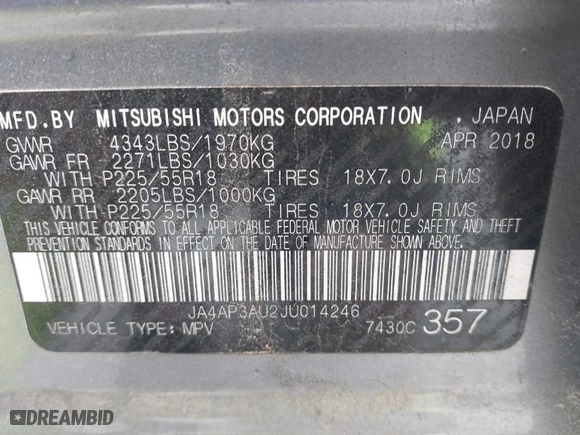 MFD.BY MITSUBISHI MOTORS CORPORATION , JAPAN
GVWR 4343LBS/1970KG APR 2018
GAWR FR 2271LBS/1030KG
WITH P225/55R18 TIRES 18X7.0J RIMS
GAWR RR 2205LBS/1000KG
WITH P225/55R18 TIRES 18X7.0J RIMS
THIS VEHICLE CONFORMS TO ALL APPLICABLE FEDERAL MOTOR VEHICLE SAFETY AND THEFT
PREVENTION STANDARDS IN EFFECT ON THE DATE OF MANUFACTURE SHOWN ABOVE.
JA4AP3AU2JU014246
VEHICLE TYPE: MPV 7430C 357
DREAMBID